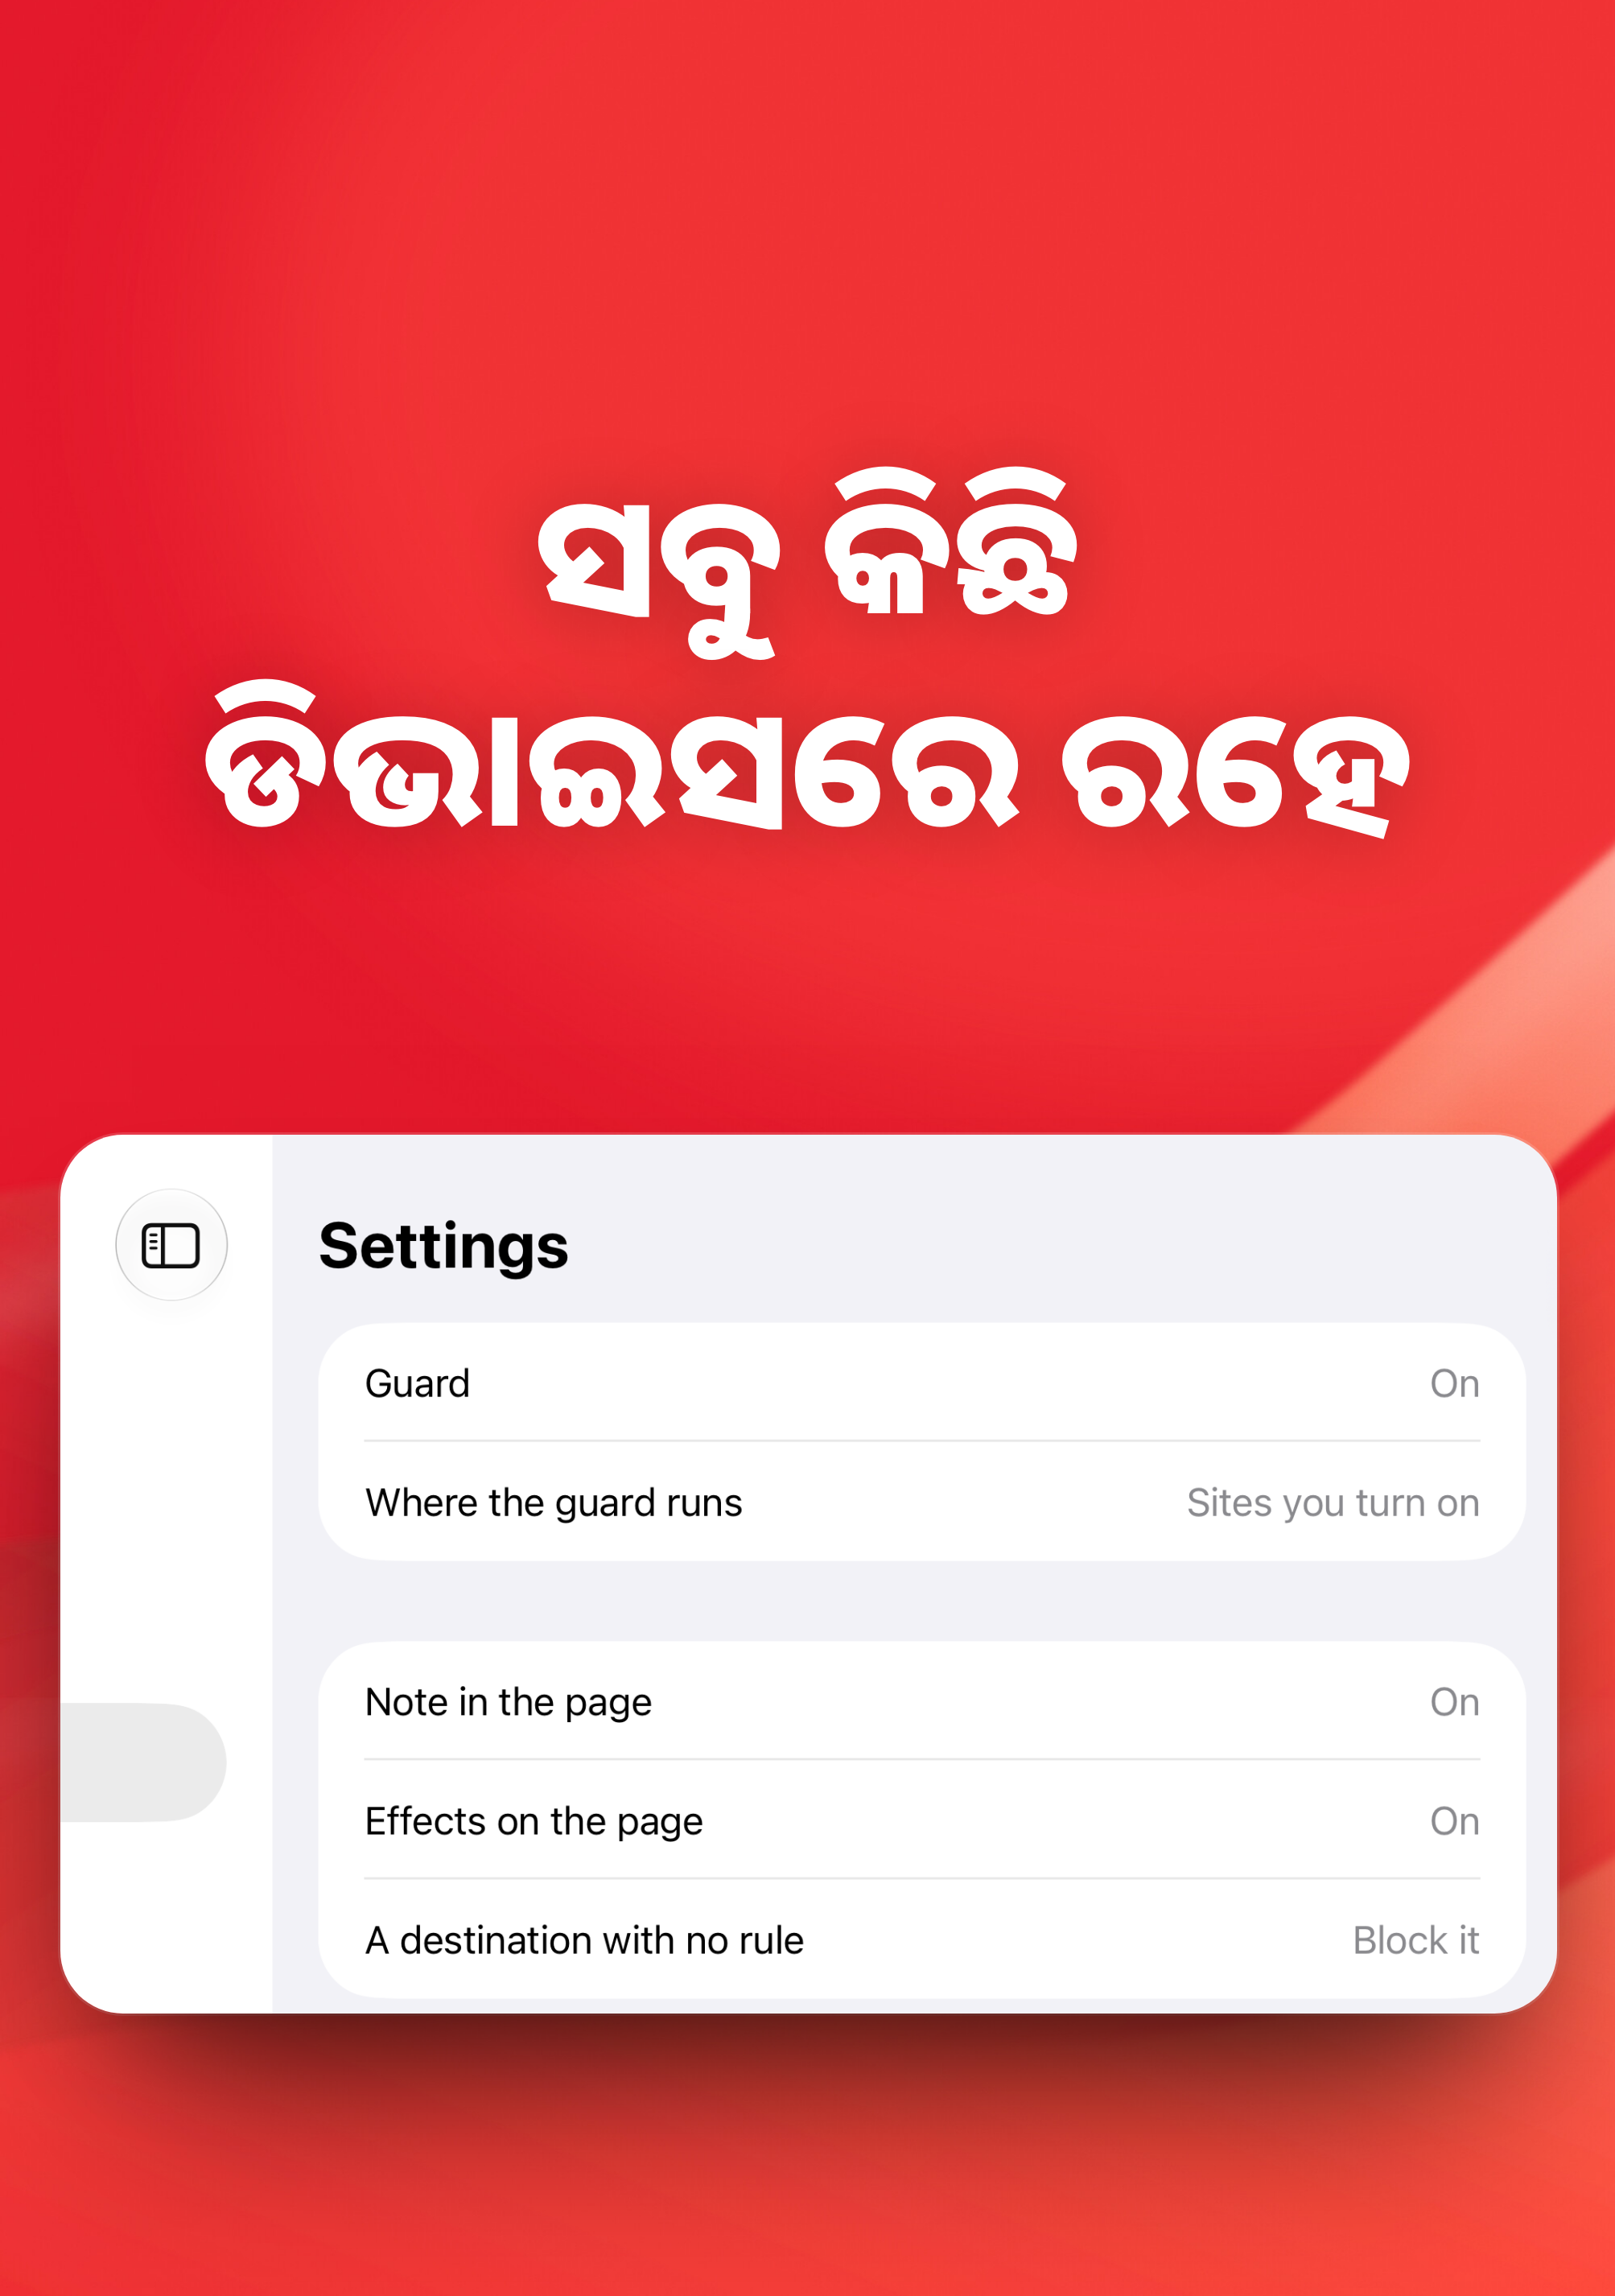 ସବୁ କିଛି
ଡିଭାଇସରେ ରହେ
Settings
Guard On
Where the guard runs Sites you turn on
Note in the page On
Effects on the page On
A destination with no rule Block it